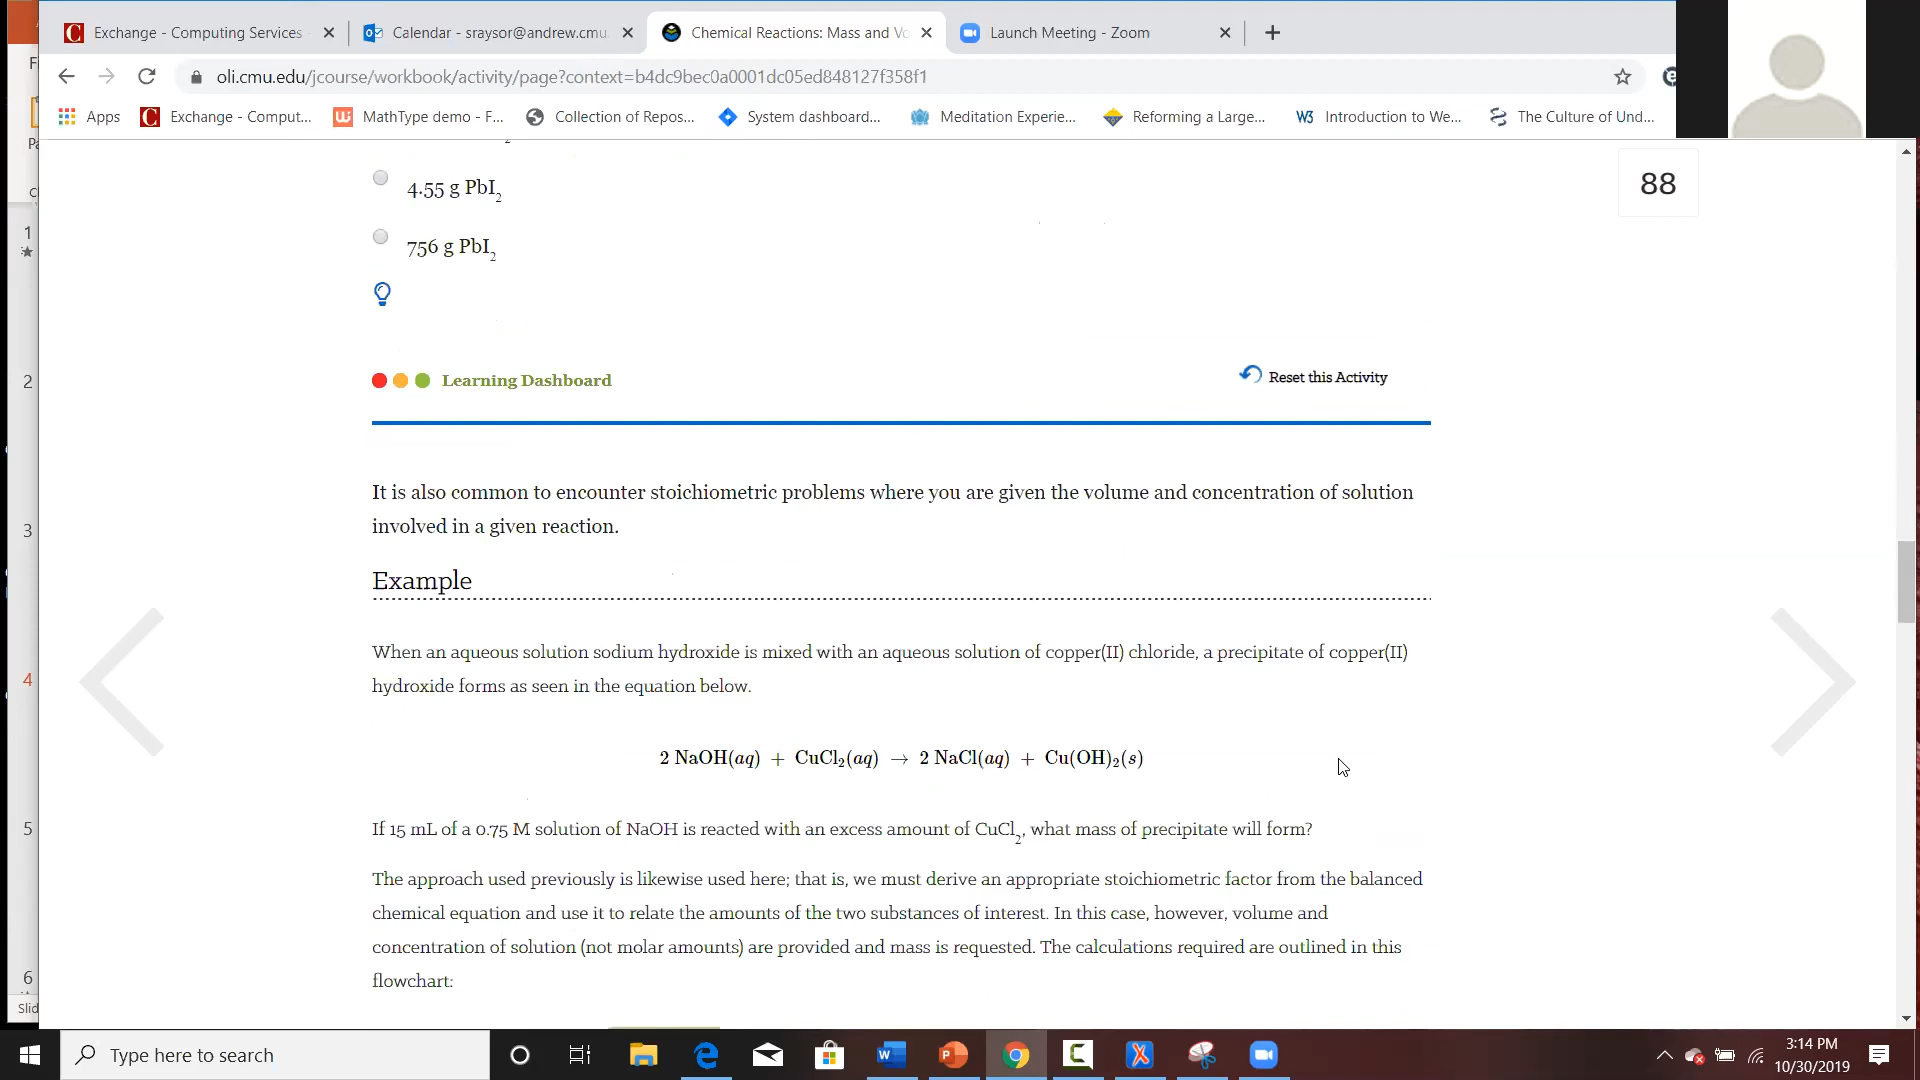 Exchange - Computing Services
Calendar - sraysor@andrew.cmu.
Chemical Reactions: Mass and Vo
Launch Meeting - Zoom
oli.cmu.edu/jcourse/workbook/activity/page?context=b4dc9bec0a0001dc05ed848127f358f1
Apps
Exchange - Comput...
MathType demo - F...
Collection of Repos...
System dashboard...
Meditation Experie...
Reforming a Large...
W3 Introduction to We...
The Culture of Und...
88
4.55 g PbI2
756 g PbI2
Learning Dashboard
Reset this Activity
It is also common to encounter stoichiometric problems where you are given the volume and concentration of solution
involved in a given reaction.
Example
When an aqueous solution sodium hydroxide is mixed with an aqueous solution of copper(II) chloride, a precipitate of copper(II)
hydroxide forms as seen in the equation below.
2 NaOH(aq) + CuCl2(aq) → 2 NaCl(aq) + Cu(OH)2(s)
If 15 mL of a 0.75 M solution of NaOH is reacted with an excess amount of CuCl2, what mass of precipitate will form?
The approach used previously is likewise used here; that is, we must derive an appropriate stoichiometric factor from the balanced
chemical equation and use it to relate the amounts of the two substances of interest. In this case, however, volume and
concentration of solution (not molar amounts) are provided and mass is requested. The calculations required are outlined in this
flowchart:
1
2
3
4
5
6
Slid
Type here to search
3:14 PM
10/30/2019